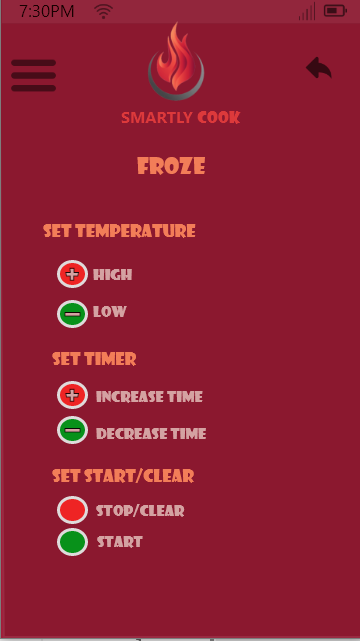 7:30PM
SMARTLY COOK
FROZE
SET TEMPERATURE
HIGH
LOW
SET TIMER
INCREASE TIME
DECREASE TIME
SET START/CLEAR
STOP/CLEAR
START